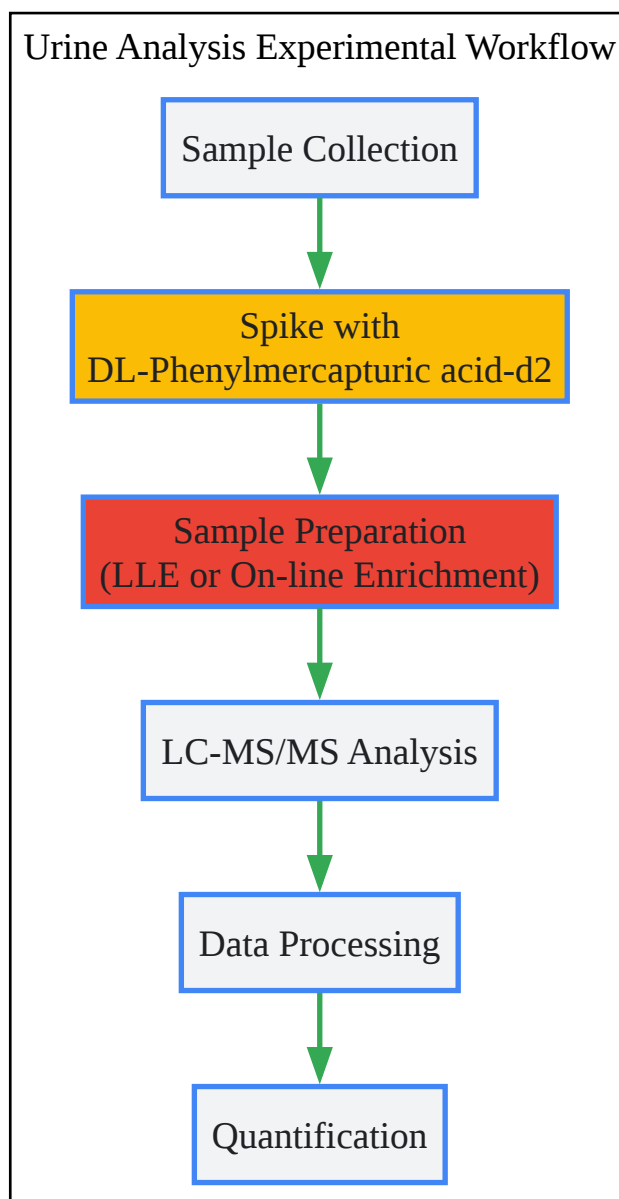 Urine Analysis Experimental Workflow
Sample Collection
Spike with
DL-Phenylmercapturic acid-d2
Sample Preparation
(LLE or On-line Enrichment)
LC-MS/MS Analysis
Data Processing
Quantification